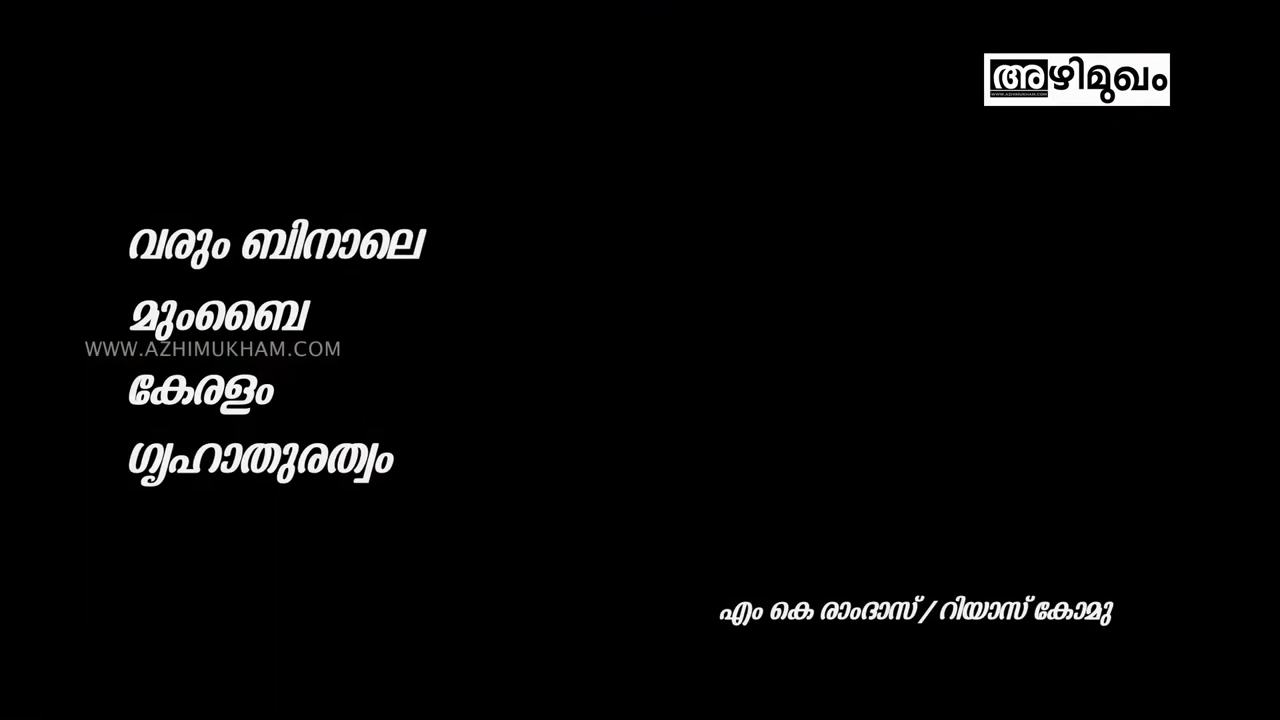 അഴിമുഖം
WWW.AZHIMUKHAM.COM
വരും ബിനാലെ
മുംബൈ
WWW.AZHIMUKHAM.COM
കേരളം
ഗൃഹാതുരത്വം
എം കെ രാംദാസ് / റിയാസ് കോമു